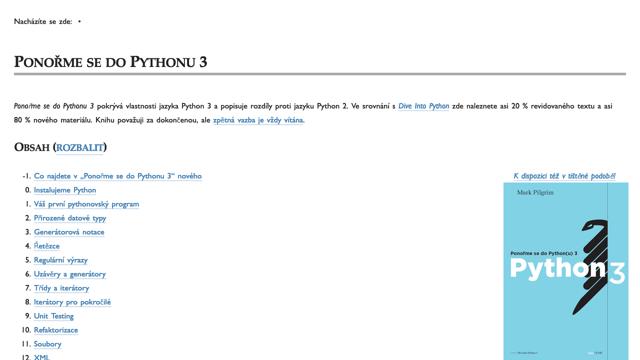 Nacházíte se zde: •
Ponořme se do Pythonu 3
Ponořme se do Pythonu 3 pokrývá vlastnosti jazyka Python 3 a popisuje rozdíly proti jazyku Python 2. Ve srovnání s Dive Into Python zde naleznete asi 20 % revidovaného textu a asi
80 % nového materiálu. Knihu považuji za dokončenou, ale zpětná vazba je vždy vítána.
Obsah (rozbalit)
-1. Co najdete v „Ponořme se do Pythonu 3“ nového
0. Instalujeme Python
1. Váš první pythonovský program
2. Přirozené datové typy
3. Generátorová notace
4. Řetězce
5. Regulární výrazy
6. Uzávěry a generátory
7. Třídy a iterátory
8. Iterátory pro pokročilé
9. Unit Testing
10. Refaktorizace
11. Soubory
12. XML
K dispozici též v tištěné podobě!
Mark Pilgrim
Ponořme se do Python(u) 3
Python 3